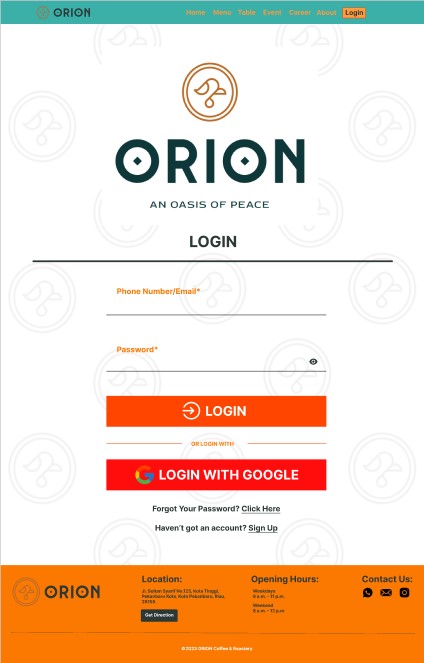 ORION Home Menu Table Event Career About Login
ORION
AN OASIS OF PEACE
LOGIN
Phone Number/Email*
Password*
LOGIN
OR LOGIN WITH
LOGIN WITH GOOGLE
Forgot Your Password? Click Here
Haven't got an account? Sign Up
ORION
Location:
Jl. Sultan Syarif No.123, Kota Tinggi,
Pekanbaru Kota, Kota Pekanbaru, Riau,
28155
Get Direction
Opening Hours:
Weekdays
8 a.m. - 11 p.m.
Weekend
8 a.m. - 12 p.m
Contact Us:
©2023 ORION Coffee & Roastery